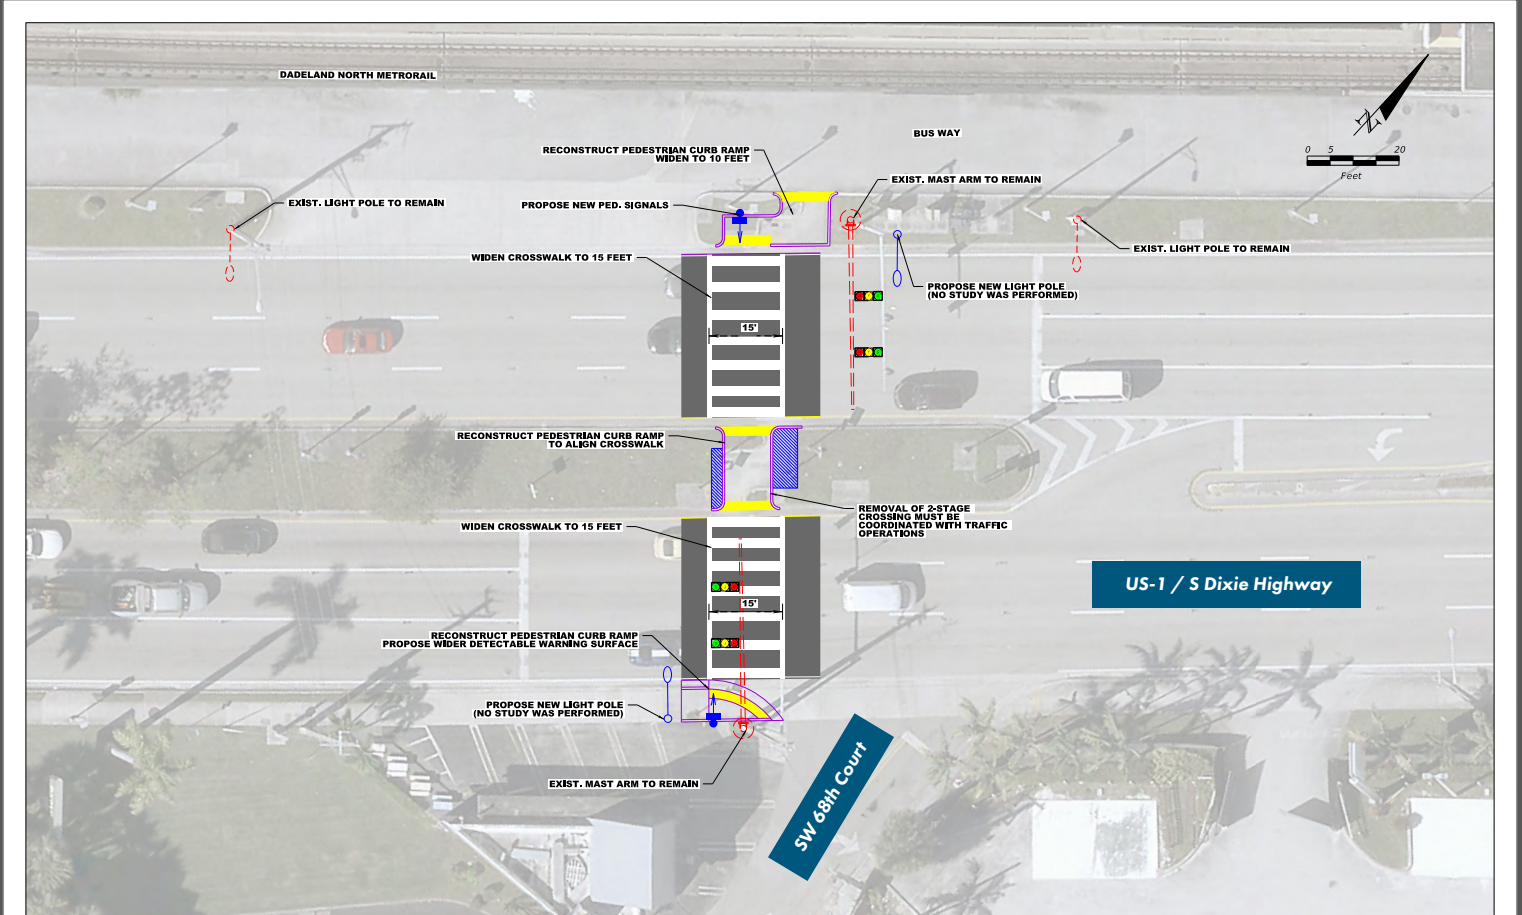 DADELAND NORTH METRORAIL
BUS WAY
N
0 5 20
Feet
RECONSTRUCT PEDESTRIAN CURB RAMP
WIDEN TO 10 FEET
EXIST. MAST ARM TO REMAIN
EXIST. LIGHT POLE TO REMAIN
PROPOSE NEW PED. SIGNALS
EXIST. LIGHT POLE TO REMAIN
WIDEN CROSSWALK TO 15 FEET
PROPOSE NEW LIGHT POLE
(NO STUDY WAS PERFORMED)
15'
RECONSTRUCT PEDESTRIAN CURB RAMP
TO ALIGN CROSSWALK
REMOVAL OF 2-STAGE
CROSSING MUST BE
COORDINATED WITH TRAFFIC
OPERATIONS
WIDEN CROSSWALK TO 15 FEET
US-1 / S Dixie Highway
15'
RECONSTRUCT PEDESTRIAN CURB RAMP
PROPOSE WIDER DETECTABLE WARNING SURFACE
PROPOSE NEW LIGHT POLE
(NO STUDY WAS PERFORMED)
EXIST. MAST ARM TO REMAIN
SW 68th Court